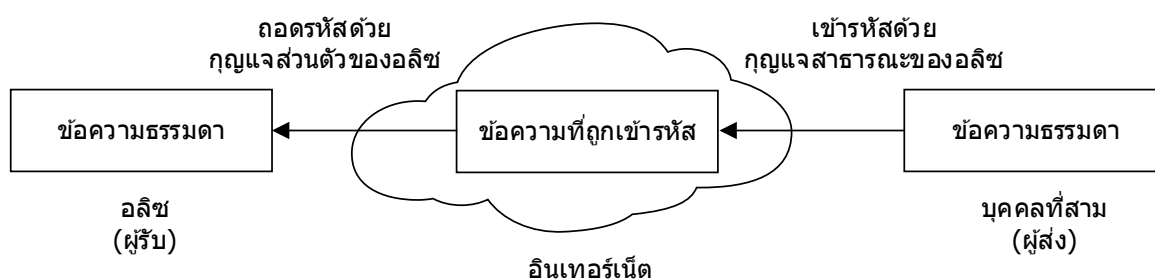 ถอดรหัสด้วย
กุญแจส่วนตัวของอลิซ
เข้ารหัสด้วย
กุญแจสาธารณะของอลิซ
ข้อความธรรมดา
ข้อความที่ถูกเข้ารหัส
ข้อความธรรมดา
อลิซ
(ผู้รับ)
บุคคลที่สาม
(ผู้ส่ง)
อินเทอร์เน็ต